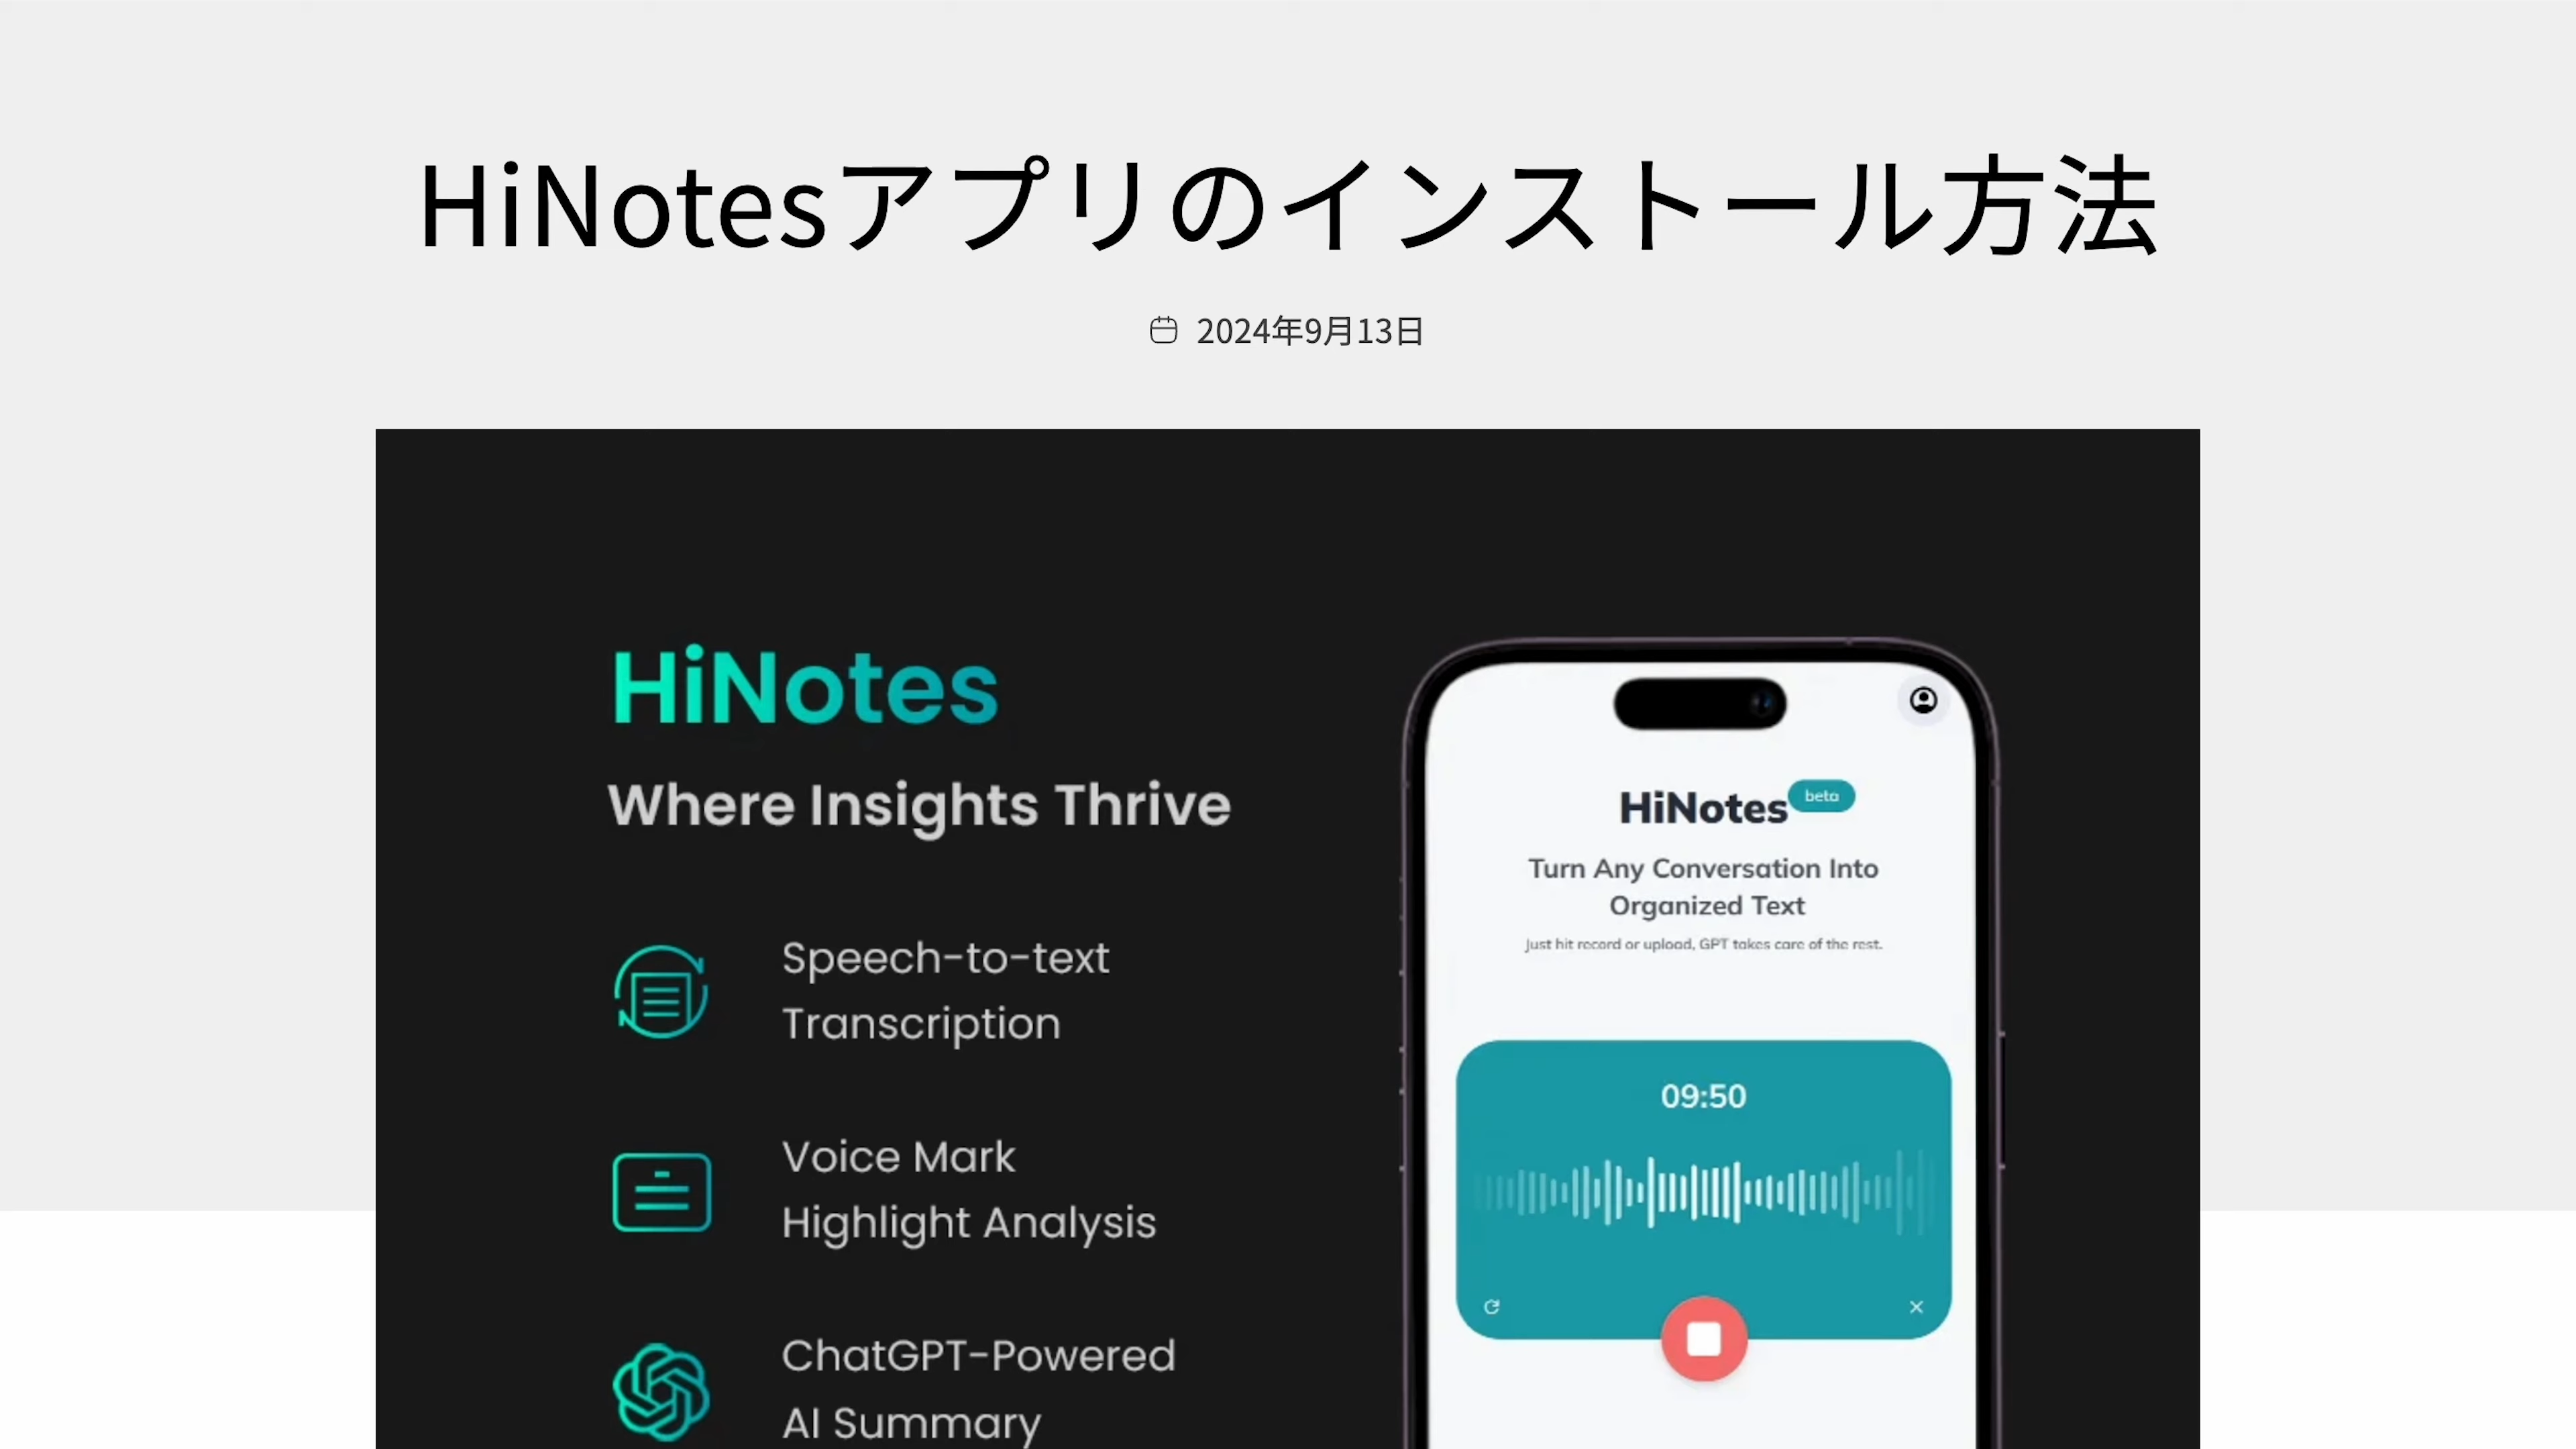 HiNotesアプリのインストール方法
2024年9月13日
HiNotes
Where Insights Thrive
Speech-to-text
Transcription
Voice Mark
Highlight Analysis
ChatGPT-Powered
AI Summary
HiNotes beta
Turn Any Conversation Into
Organized Text
Just hit record or upload, GPT takes care of the rest.
09:50